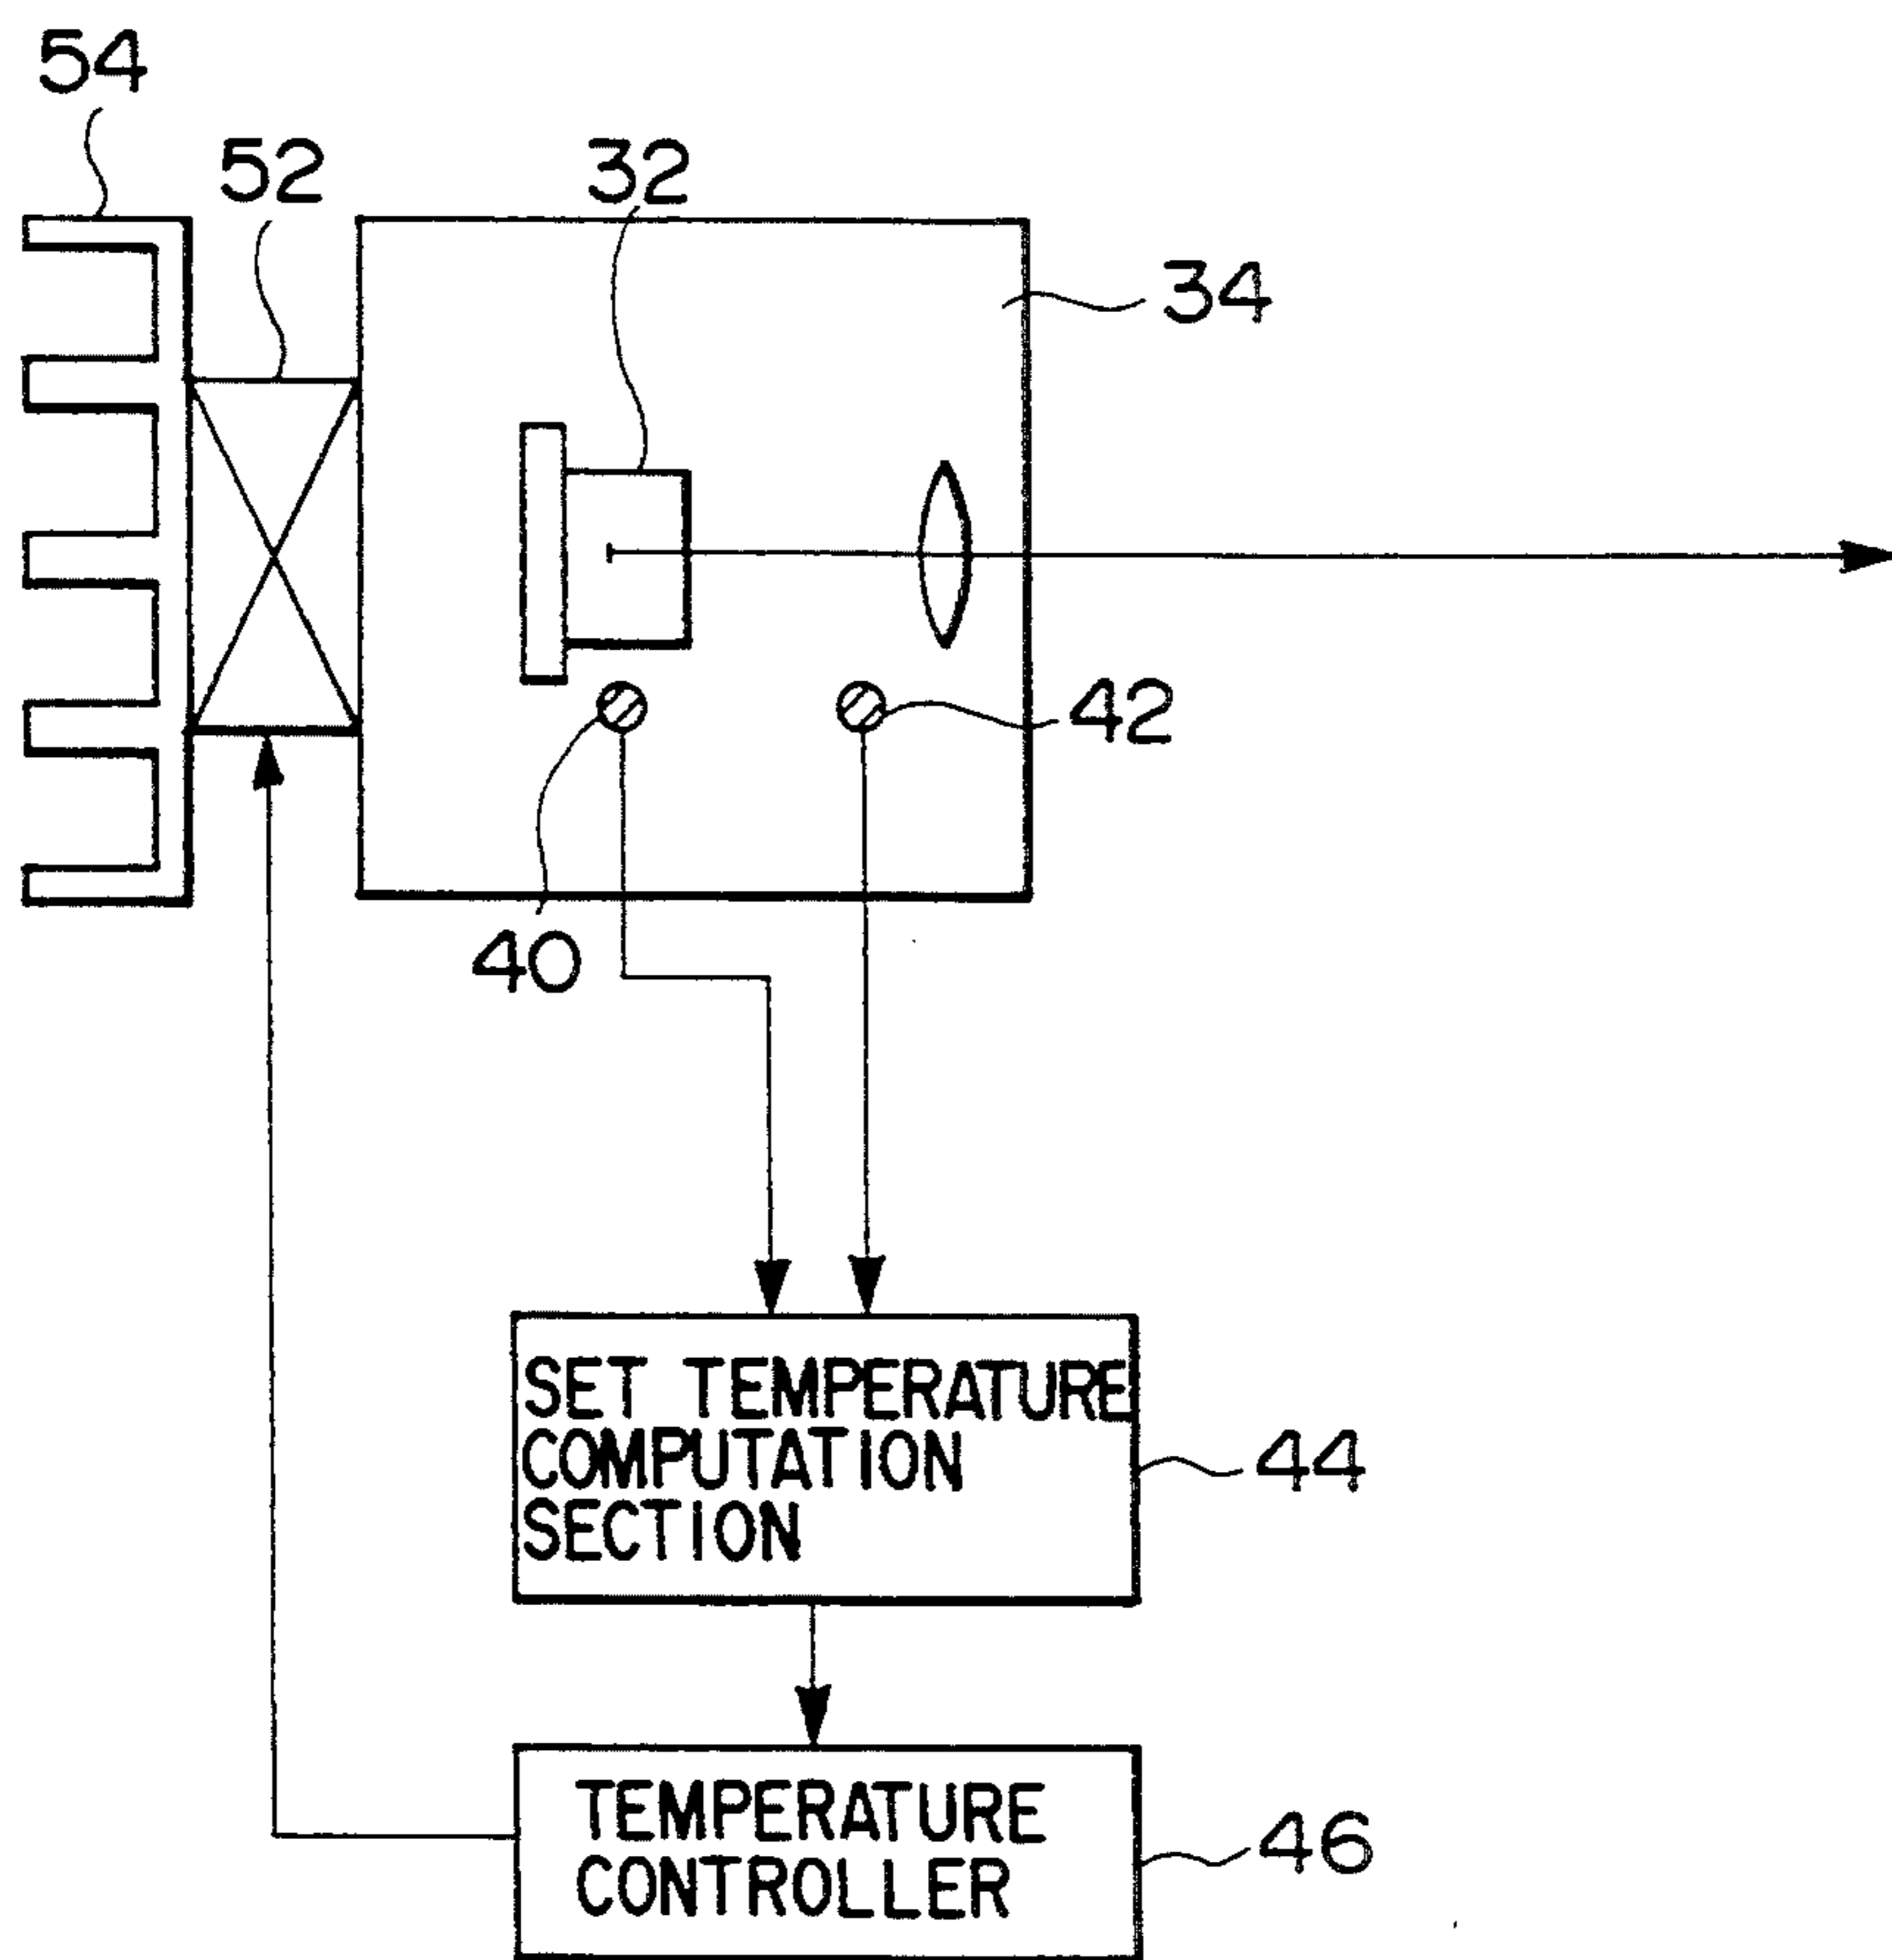 54
52
32
34
42
40
SET TEMPERATURE
COMPUTATION
SECTION
44
TEMPERATURE
CONTROLLER
46